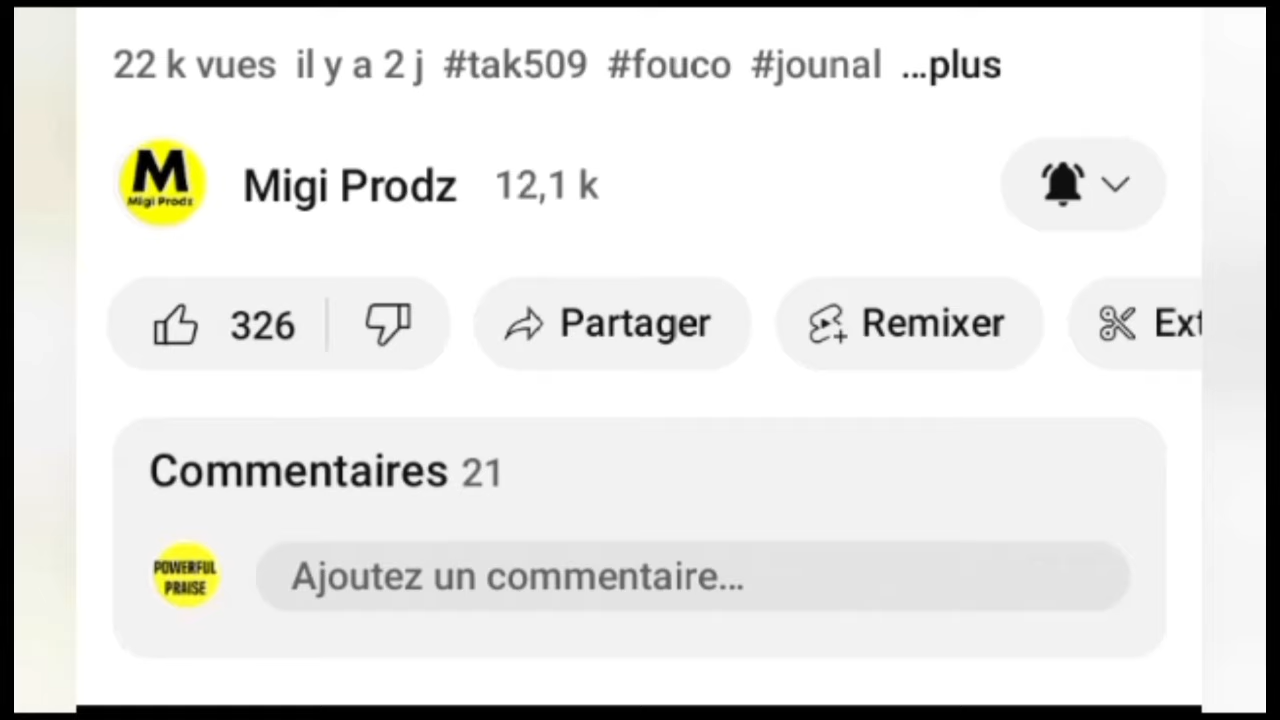 22 k vues il y a 2 j #tak509 #fouco #jounal ...plus
M
Migi Prodz
Migi Prodz 12,1 k
326 Partager Remixer Ext
Commentaires 21
POWERFUL
PRAISE
Ajoutez un commentaire...